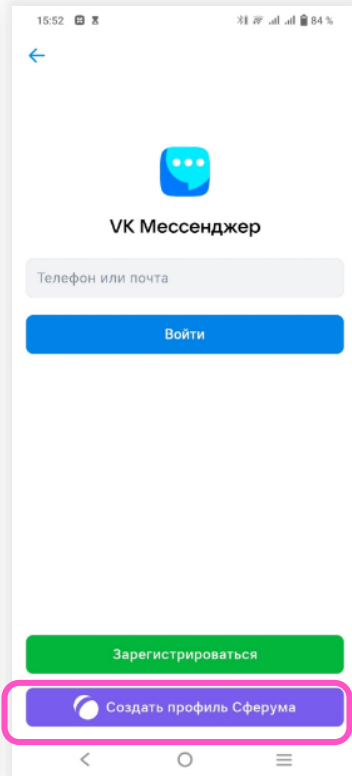 15:52 84 %
VK Мессенджер
Телефон или почта
Войти
Зарегистрироваться
Создать профиль Сферума